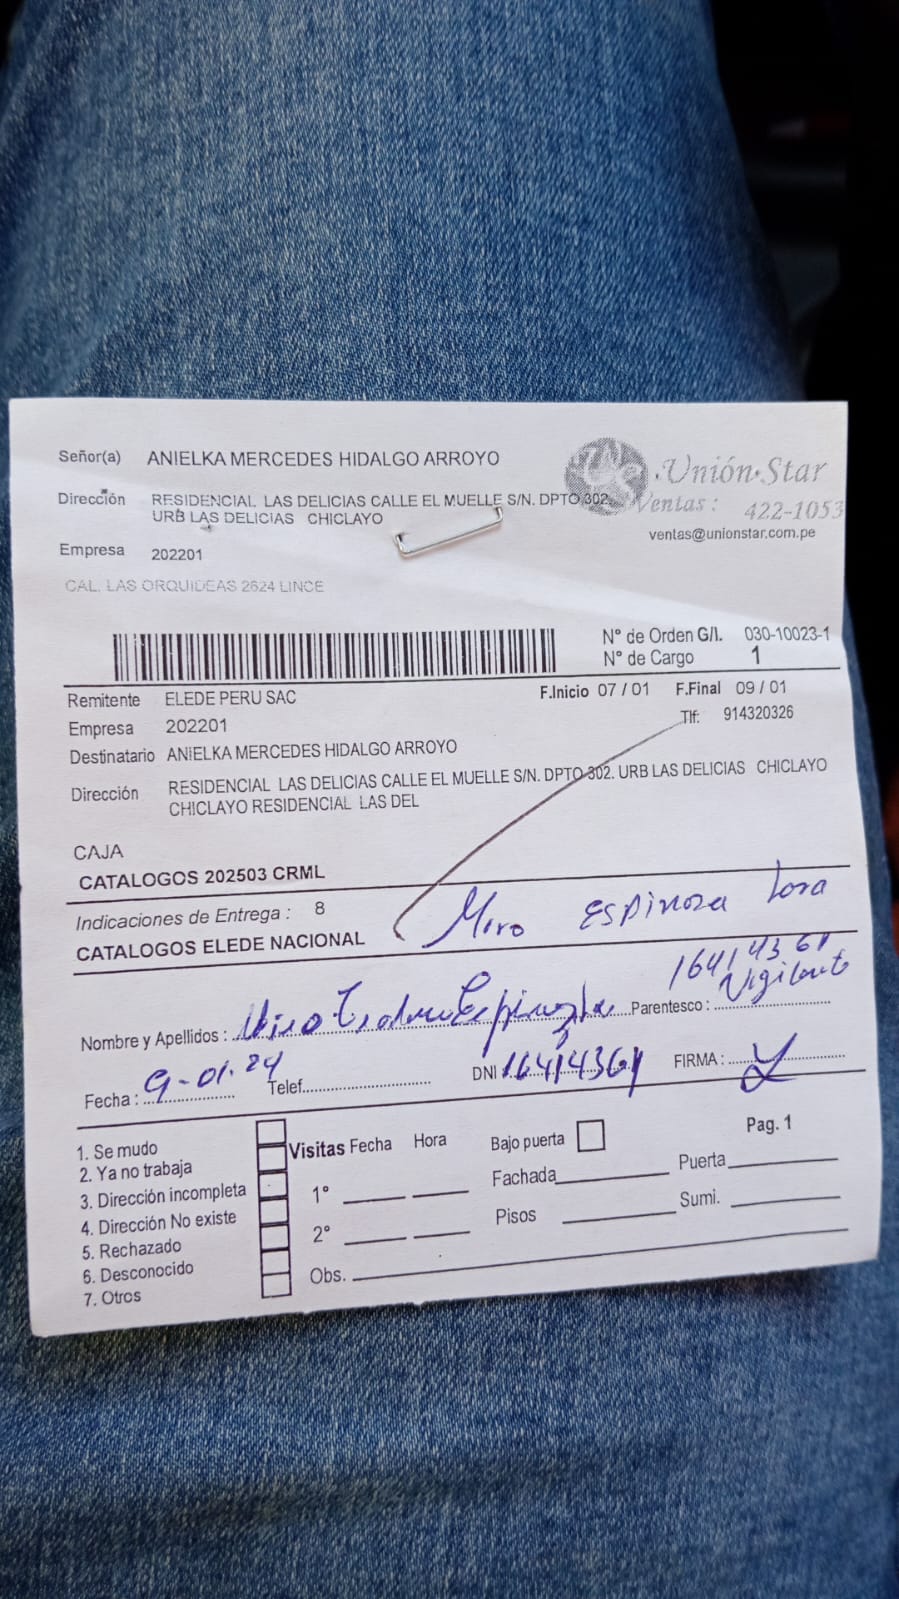 Señor(a) ANIELKA MERCEDES HIDALGO ARROYO
Unión Star
Dirección RESIDENCIAL LAS DELICIAS CALLE EL MUELLE S/N. DPTO 302.
URB LAS DELICIAS CHICLAYO
Ventas : 422-1053
ventas@unionstar.com.pe
Empresa 202201
CAL. LAS ORQUIDEAS 2624 LINCE
N° de Orden G/I. 030-10023-1
N° de Cargo 1
Remitente ELEDE PERU SAC F.Inicio 07 / 01 F.Final 09 / 01
Empresa 202201 Tlf: 914320326
Destinatario ANIELKA MERCEDES HIDALGO ARROYO
Dirección RESIDENCIAL LAS DELICIAS CALLE EL MUELLE S/N. DPTO 302. URB LAS DELICIAS CHICLAYO
CHICLAYO RESIDENCIAL LAS DEL
CAJA
CATALOGOS 202503 CRML
Indicaciones de Entrega : 8
CATALOGOS ELEDE NACIONAL
Miro Espinoza Lora
16414361
Nombre y Apellidos : Parentesco : Vigilante
Fecha : 9-01-24 Telef. DNI 16414361 FIRMA :
1. Se mudo
2. Ya no trabaja
3. Dirección incompleta
4. Dirección No existe
5. Rechazado
6. Desconocido
7. Otros
Visitas Fecha Hora
1°
2°
Obs.
Bajo puerta
Pag. 1
Fachada Puerta
Pisos Sumi.